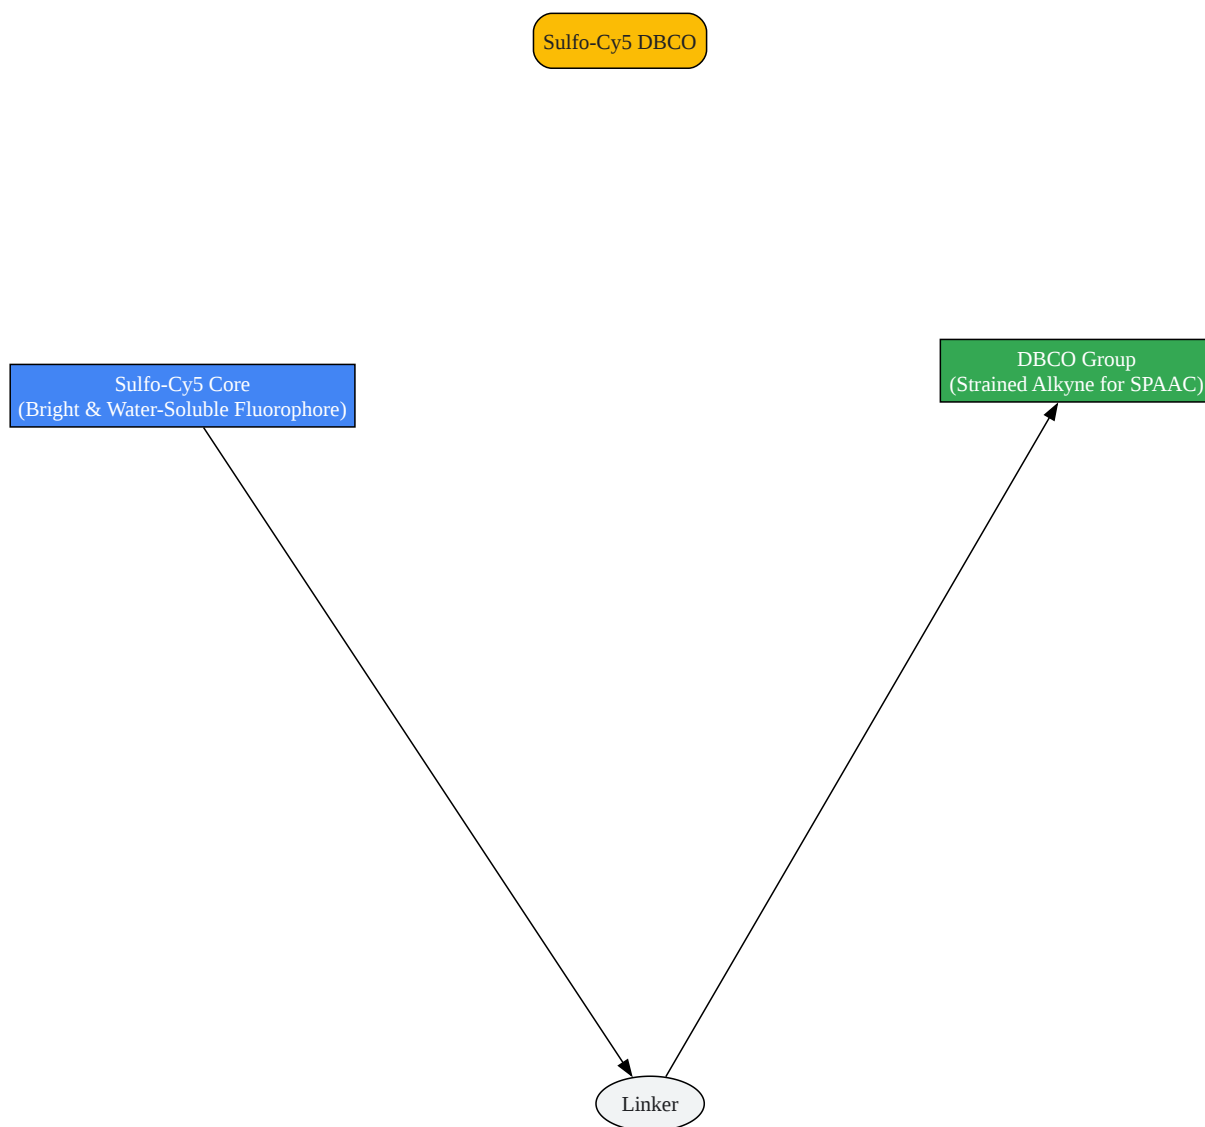 Sulfo-Cy5 DBCO
Sulfo-Cy5 Core
(Bright & Water-Soluble Fluorophore)
DBCO Group
(Strained Alkyne for SPAAC)
Linker